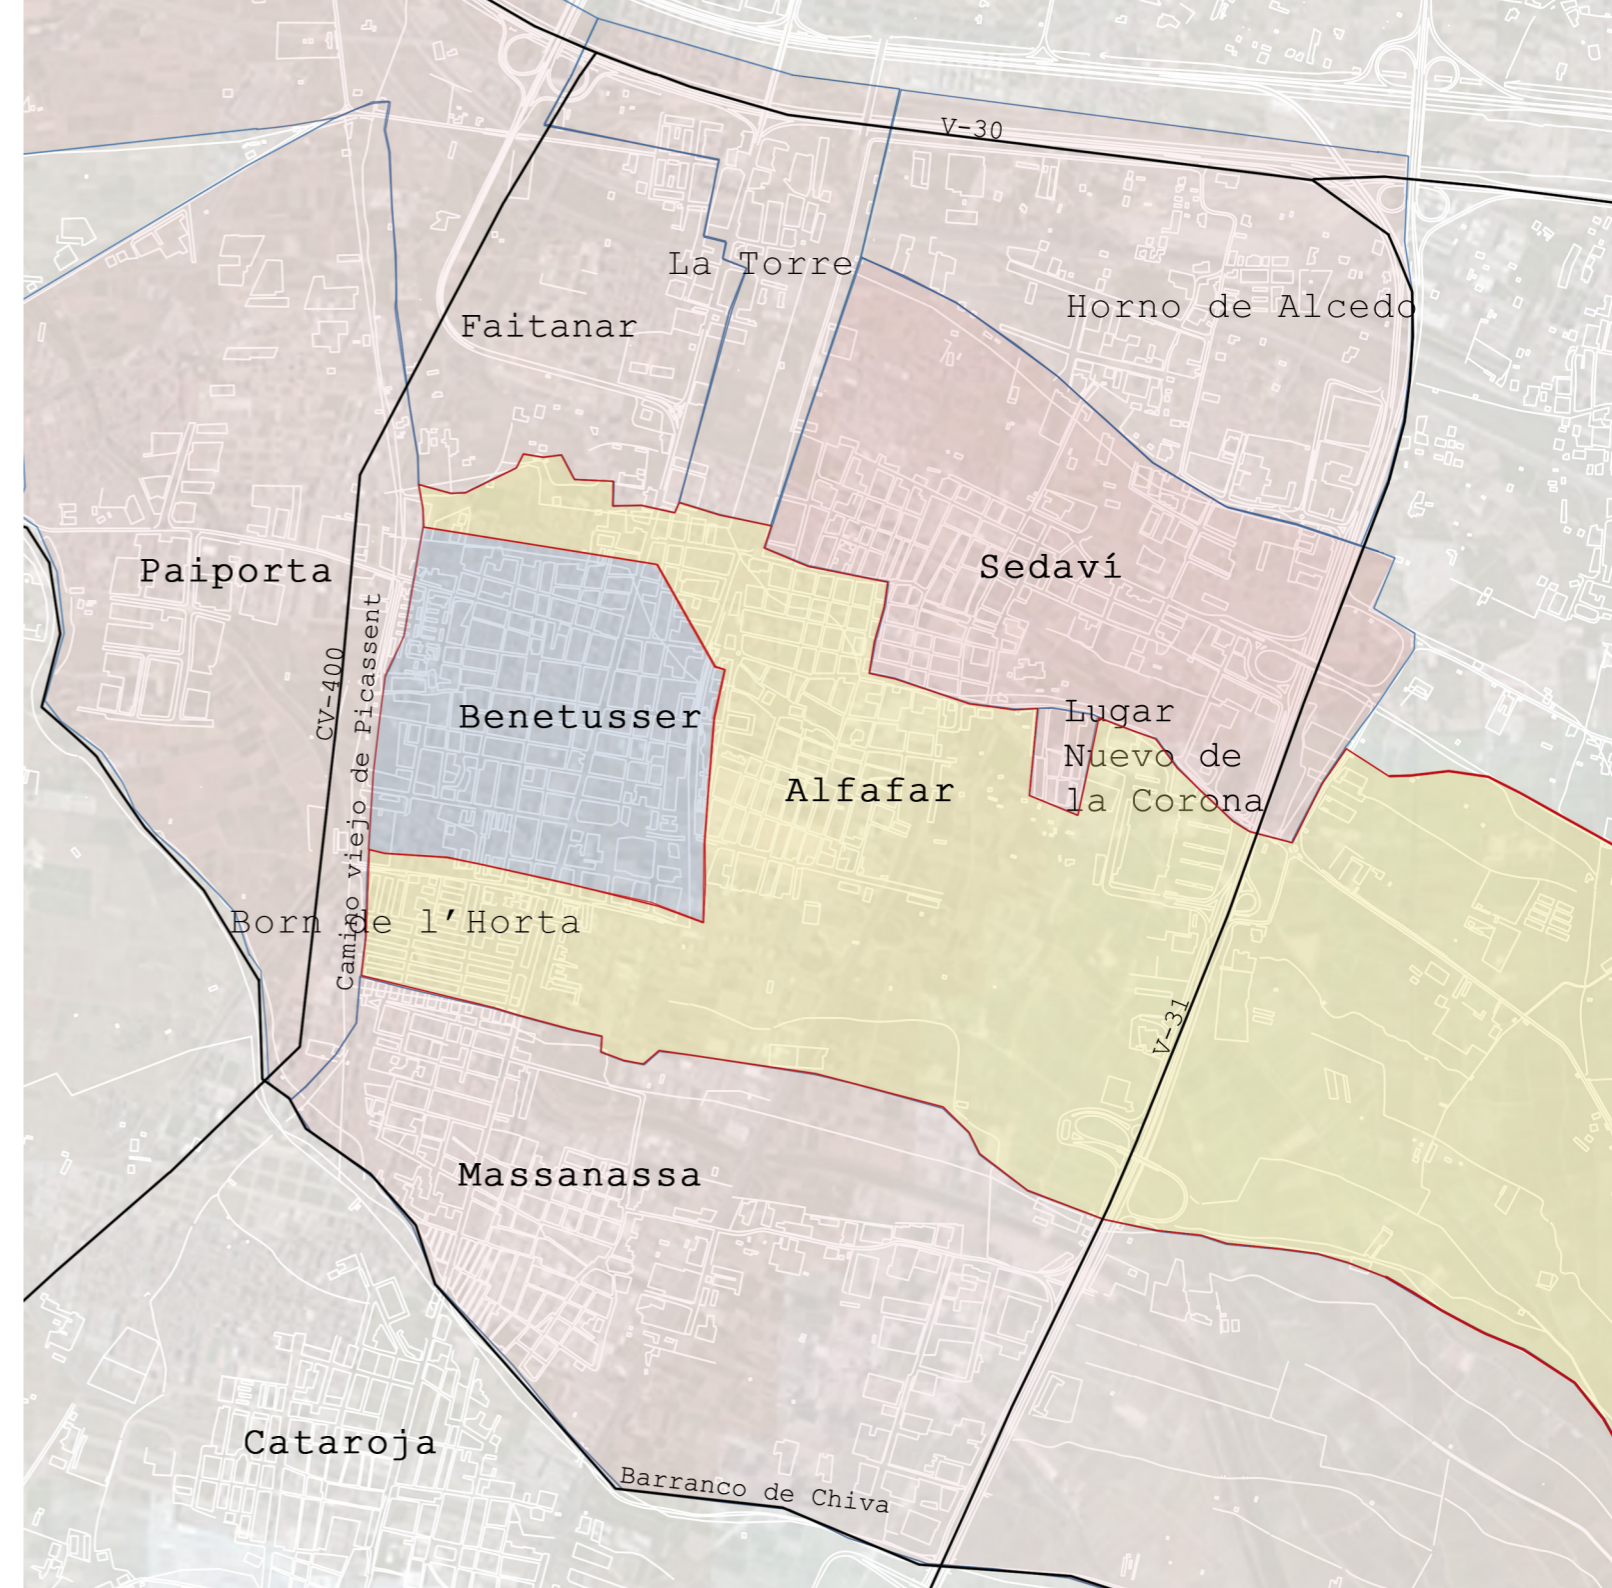 V-30
La Torre
Horno de Alcedo
Faitanar
Paiporta
Sedaví
CV-400
Camino viejo de Picassent
Benetusser
Lugar
Nuevo de
la Corona
Alfafar
Born de l’Horta
V-31
Massanassa
Cataroja
Barranco de Chiva